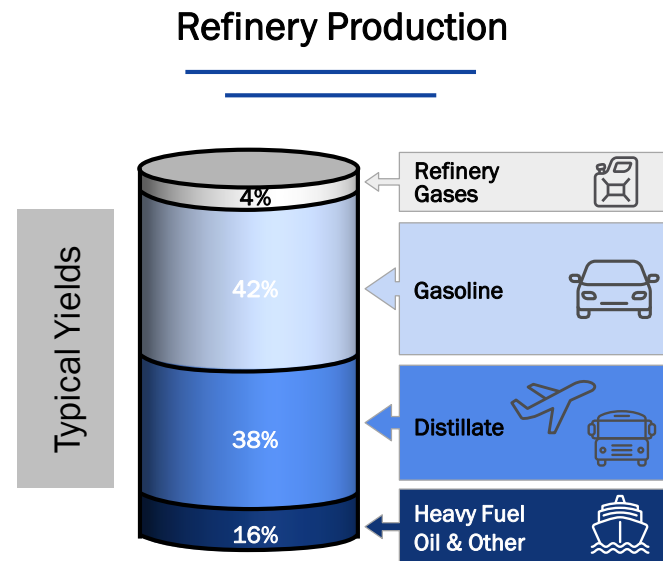 Refinery Production
Typical Yields
4%
Refinery
Gases
42%
Gasoline
38%
Distillate
16%
Heavy Fuel
Oil & Other